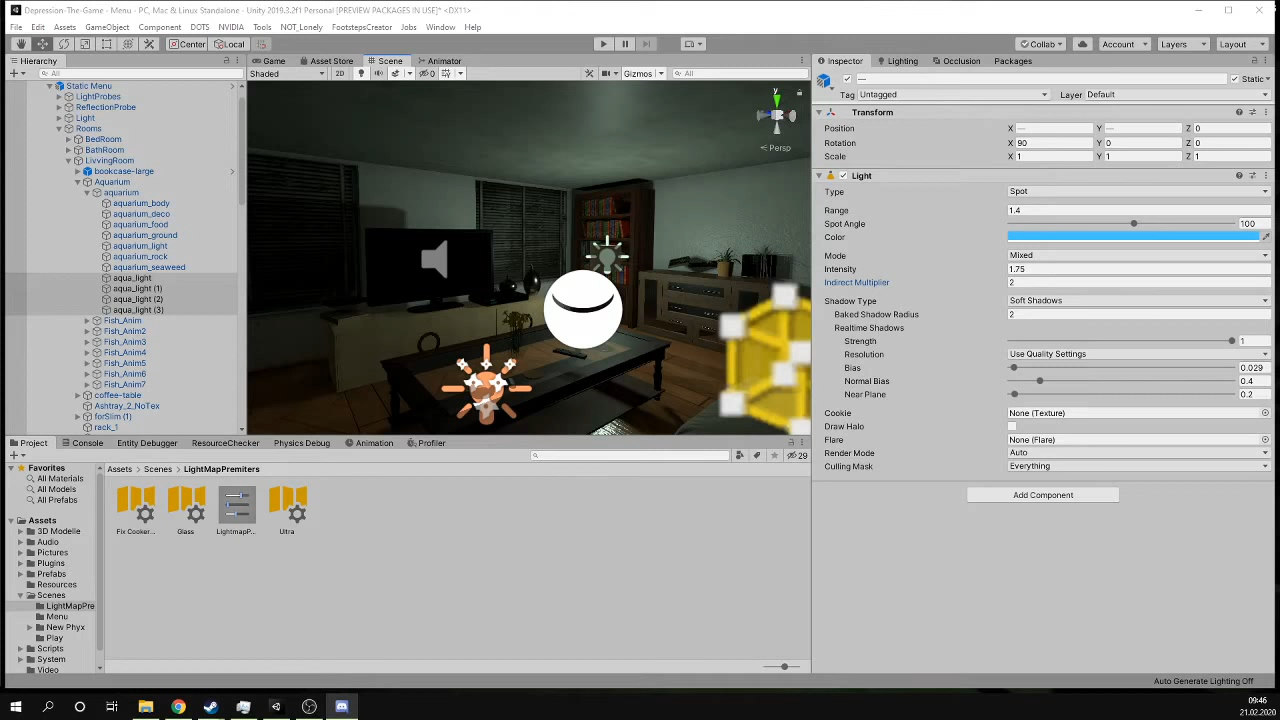 Depression-The-Game - Menu - PC, Mac & Linux Standalone - Unity 2019.3.2f1 Personal [PREVIEW PACKAGES IN USE]* <DX11>
File Edit Assets GameObject Component DOTS NVIDIA Tools NOT_Lonely FootstepsCreator Jobs Window Help
Center Local Collab Account Layers Layout
Hierarchy Game Asset Store Scene Animator Inspector Lighting Occlusion Packages
All Shaded 2D 0 Gizmos All — Static
Tag Untagged Layer Default
Static Menu
LightProbes
ReflectionProbe
Light
Rooms
BedRoom
BathRoom
LivvingRoom
bookcase-large
Aquarium
aquarium
aquarium_body
aquarium_deco
aquarium_food
aquarium_ground
aquarium_light
aquarium_rock
aquarium_seaweed
aqua_light
aqua_light (1)
aqua_light (2)
aqua_light (3)
Fish_Anim
Fish_Anim2
Fish_Anim3
Fish_Anim4
Fish_Anim5
Fish_Anim6
Fish_Anim7
coffee-table
Ashtray_2_NoTex
forSlim (1)
rack_1
y
Persp
Transform
Position X — Y — Z 0
Rotation X 90 Y 0 Z 0
Scale X 1 Y 1 Z 1
Light
Type Spot
Range 1.4
Spot Angle 100
Color
Mode Mixed
Intensity 1.75
Indirect Multiplier 2
Shadow Type Soft Shadows
Baked Shadow Radius 2
Realtime Shadows
Strength 1
Resolution Use Quality Settings
Bias 0.029
Normal Bias 0.4
Near Plane 0.2
Cookie None (Texture)
Draw Halo
Flare None (Flare)
Render Mode Auto
Culling Mask Everything
Add Component
Project Console Entity Debugger ResourceChecker Physics Debug Animation Profiler
29
Favorites
All Materials
All Models
All Prefabs
Assets
3D Modelle
Audio
Pictures
Plugins
Prefabs
Resources
Scenes
LightMapPre
Menu
New Phyx
Play
Scripts
System
Video
Assets Scenes LightMapPremiters
Fix Cooker... Glass LightmapP... Ultra
Auto Generate Lighting Off
09:46
21.02.2020